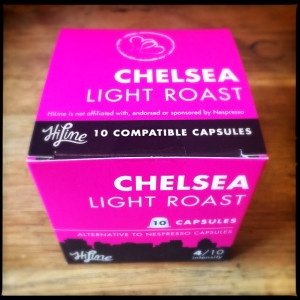 CHELSEA
LIGHT ROAST
HiLine is not affiliated with, endorsed or sponsored by Nespresso
HiLine 10 COMPATIBLE CAPSULES
CHELSEA
LIGHT ROAST
10 CAPSULES
ALTERNATIVE TO NESPRESSO CAPSULES
HiLine
4/10
intensity